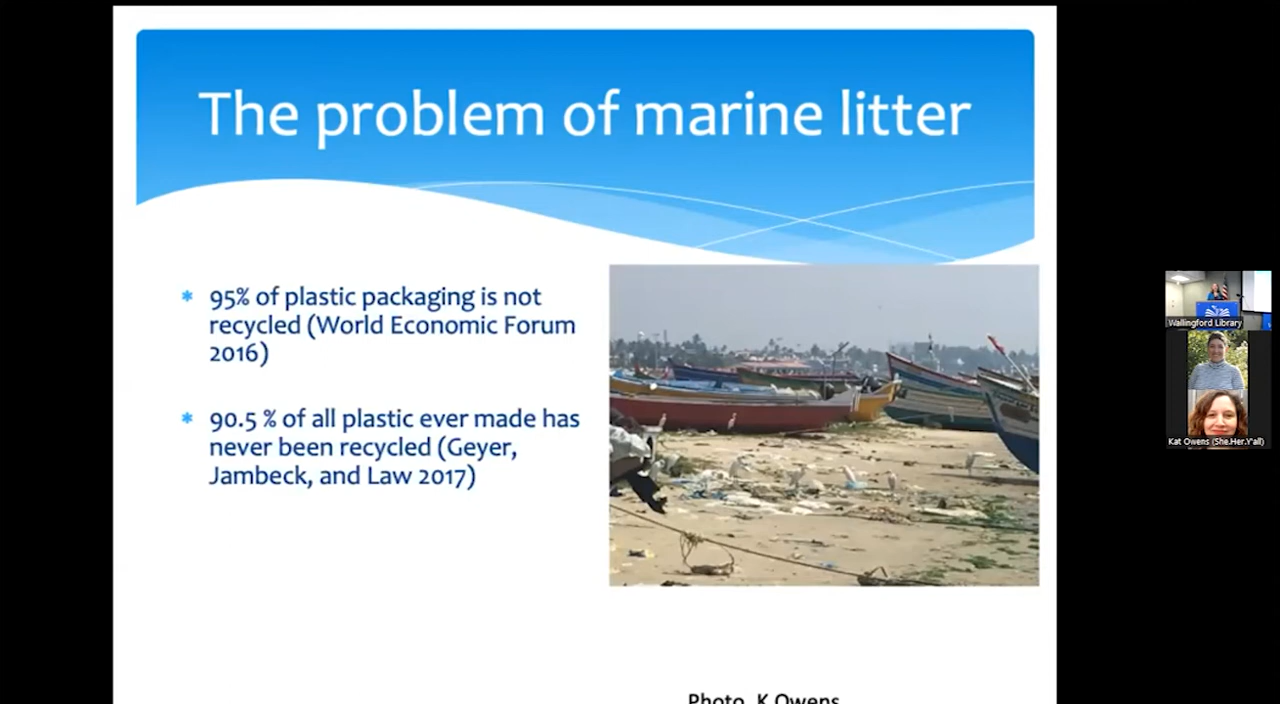 The problem of marine litter
* 95% of plastic packaging is not
recycled (World Economic Forum
2016)
* 90.5 % of all plastic ever made has
never been recycled (Geyer,
Jambeck, and Law 2017)
Photo K Owens
Wallingford Library
Kat Owens (She.Her.Y'all)